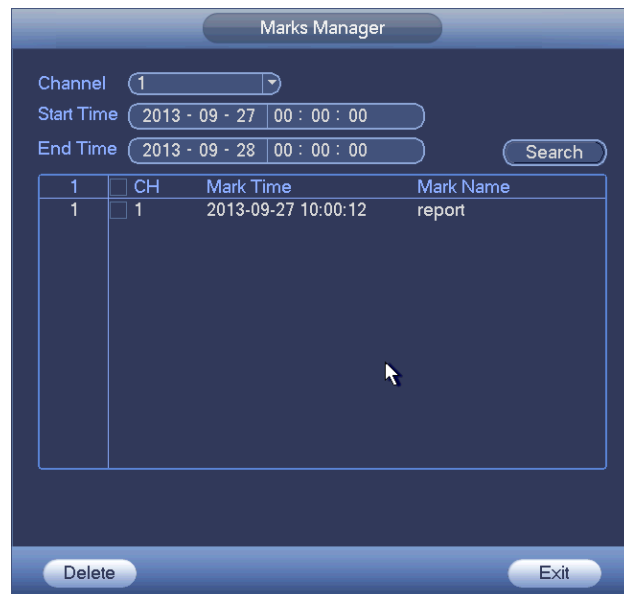 Marks Manager
Channel 1
Start Time 2013 - 09 - 27 00 : 00 : 00
End Time 2013 - 09 - 28 00 : 00 : 00
Search
1 CH Mark Time Mark Name
1 1 2013-09-27 10:00:12 report
Delete Exit